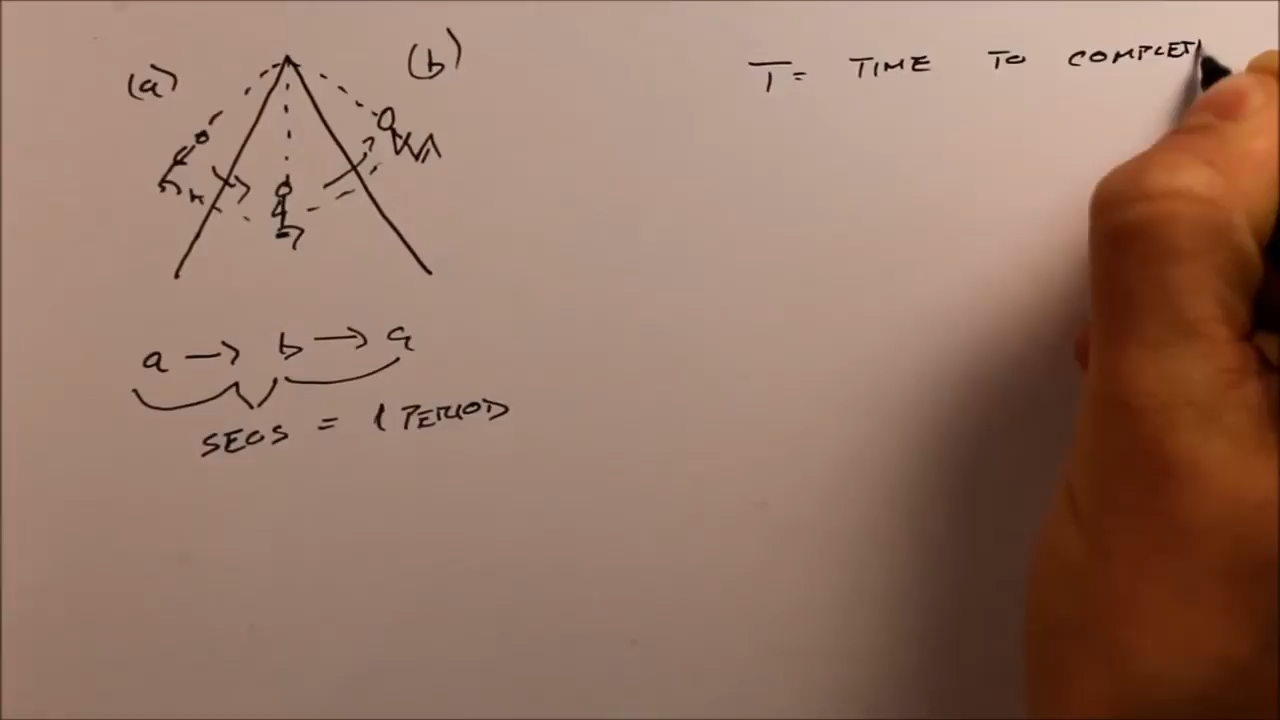 (a)
(b)
a → b → a
SECS = 1 PERIOD
T = TIME TO COMPLET